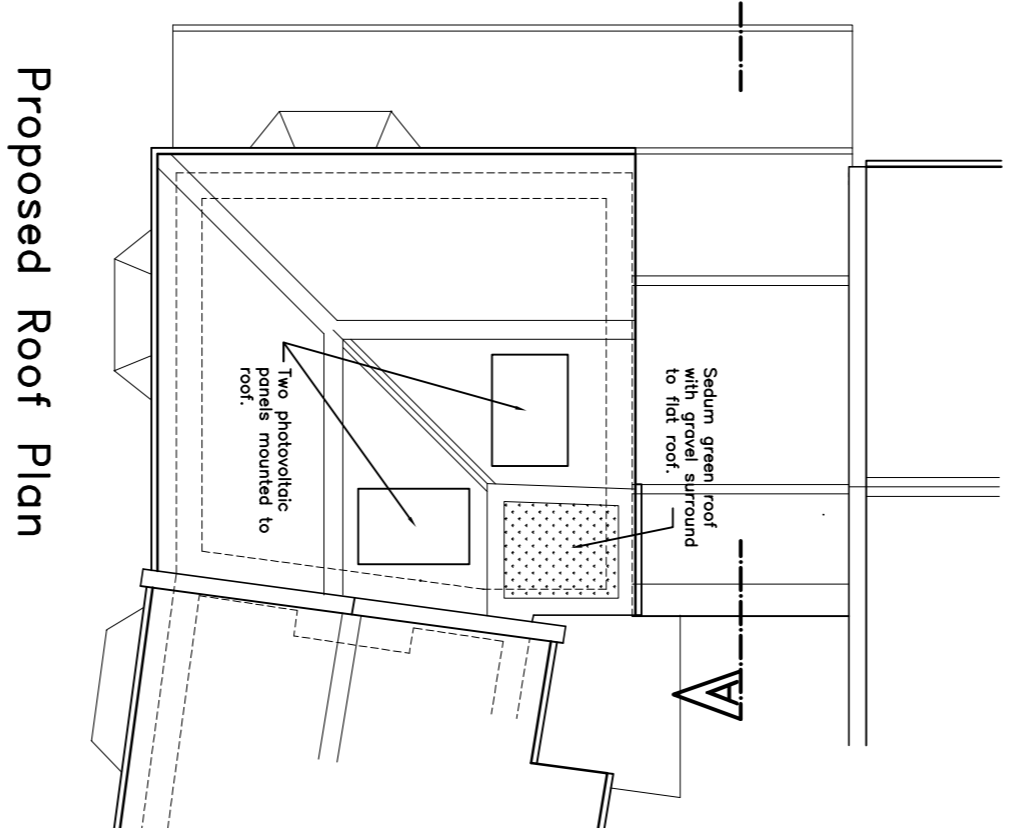 Proposed Roof Plan
Sedum green roof
with gravel surround
to flat roof.
Two photovoltaic
panels mounted to
roof.
A